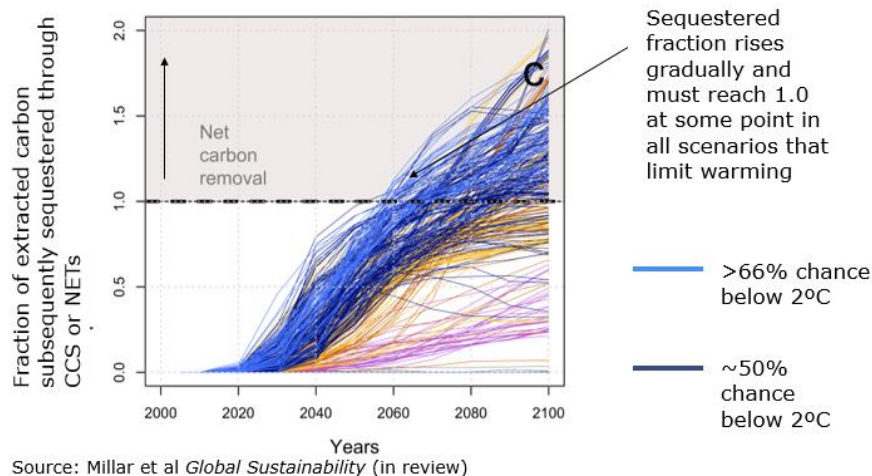 Fraction of extracted carbon
subsequently sequestered through
CCS or NETs
2.0
1.5
1.0
0.5
0.0
C
Net
carbon
removal
2000
2020
2040
2060
2080
2100
Years
Sequestered
fraction rises
gradually and
must reach 1.0
at some point in
all scenarios that
limit warming
>66% chance
below 2ºC
~50%
chance
below 2ºC
Source: Millar et al Global Sustainability (in review)